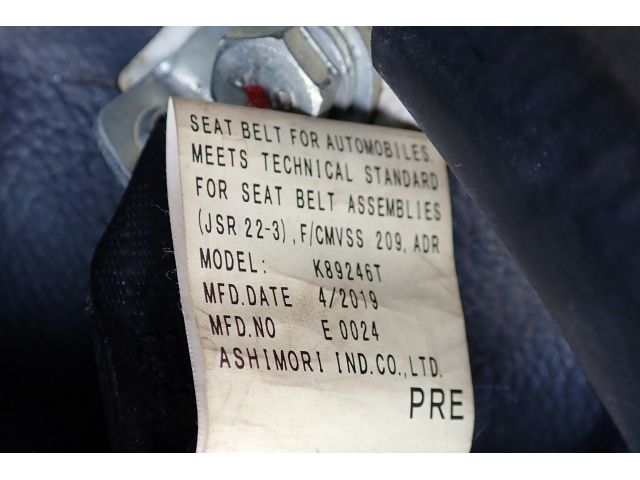 SEAT BELT FOR AUTOMOBILES.
MEETS TECHNICAL STANDARD
FOR SEAT BELT ASSEMBLIES
(JSR 22-3), F/CMVSS 209, ADR
MODEL: K89246T
MFD.DATE 4/2019
MFD.NO E 0024
ASHIMORI IND.CO.,LTD.
PRE